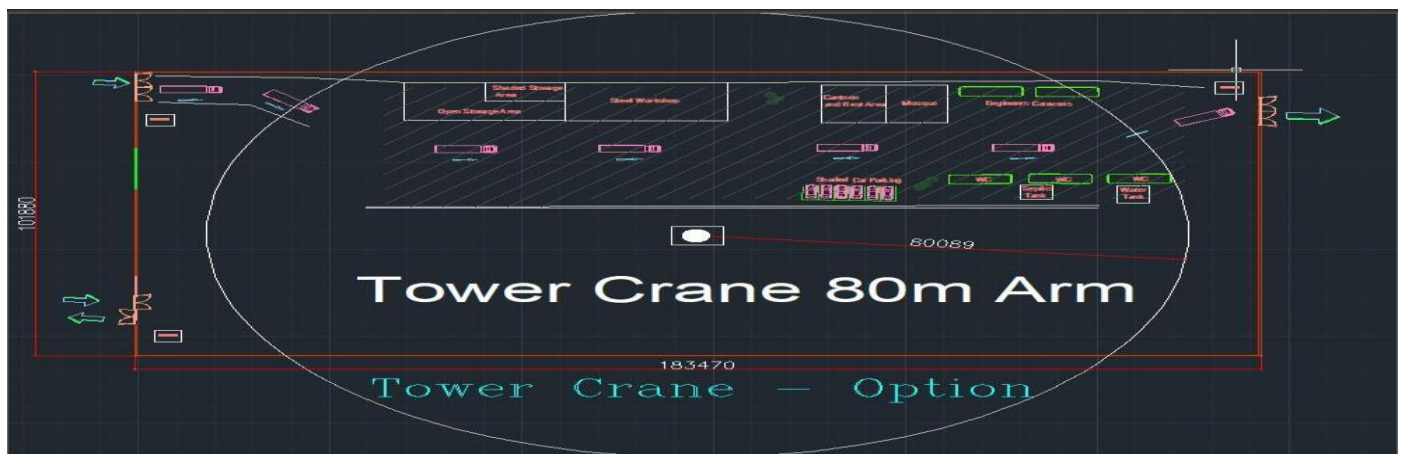 Shaded Storage
Area
Open Storage Area
Steel Workshop
Canteen
and Rest Area
Mosque
Engineers Caravans
Shaded Car Parking
WC
WC
WC
Septic
Tank
Water
Tank
101880
80089
Tower Crane 80m Arm
183470
Tower Crane - Option